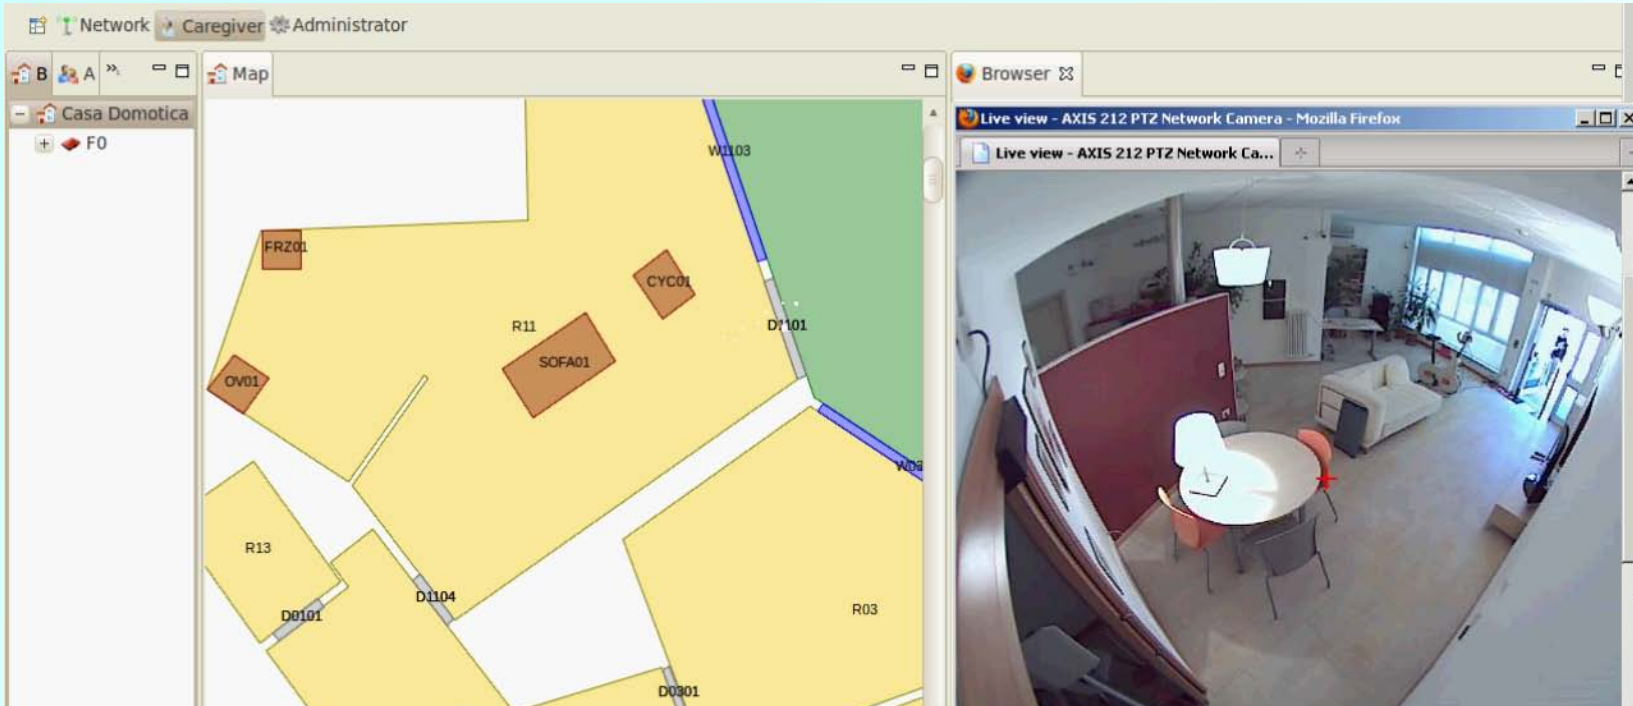 Network Caregiver Administrator
B A
Map
Browser
Casa Domotica
F0
Live view - AXIS 212 PTZ Network Camera - Mozilla Firefox
Live view - AXIS 212 PTZ Network Ca...
W1103
FRZ01
CYC01
R11
D1101
SOFA01
OV01
R13
D1104
D0101
R03
D0301